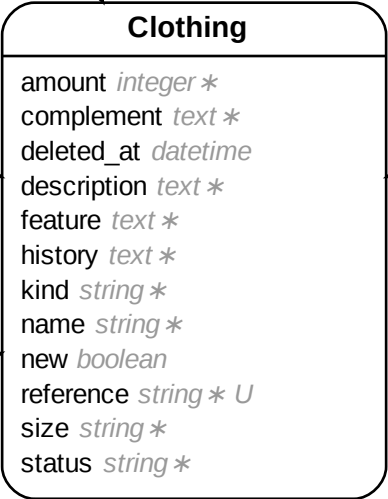 Clothing
amount integer ∗
complement text ∗
deleted_at datetime
description text ∗
feature text ∗
history text ∗
kind string ∗
name string ∗
new boolean
reference string ∗ U
size string ∗
status string ∗